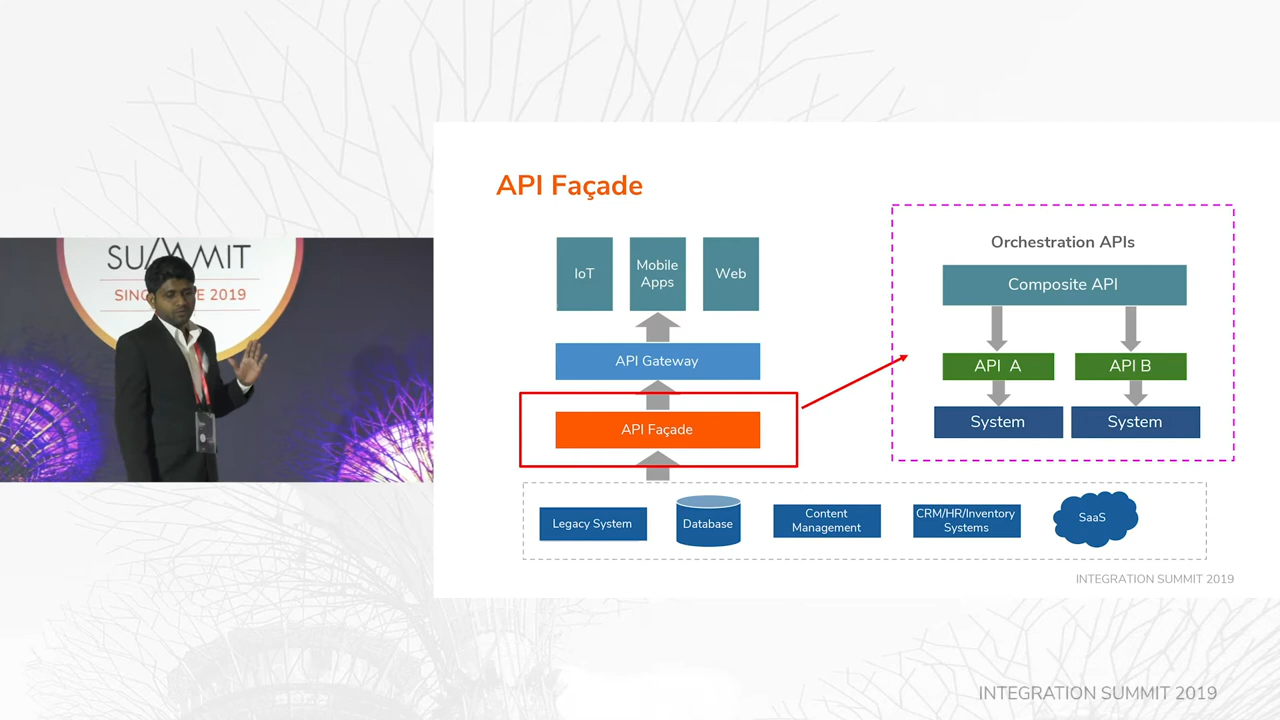 SUMMIT
2019
API Façade
IoT
Mobile
Apps
Web
API Gateway
API Façade
Orchestration APIs
Composite API
API A
API B
System
System
Legacy System
Database
Content
Management
CRM/HR/Inventory
Systems
SaaS
INTEGRATION SUMMIT 2019
INTEGRATION SUMMIT 2019